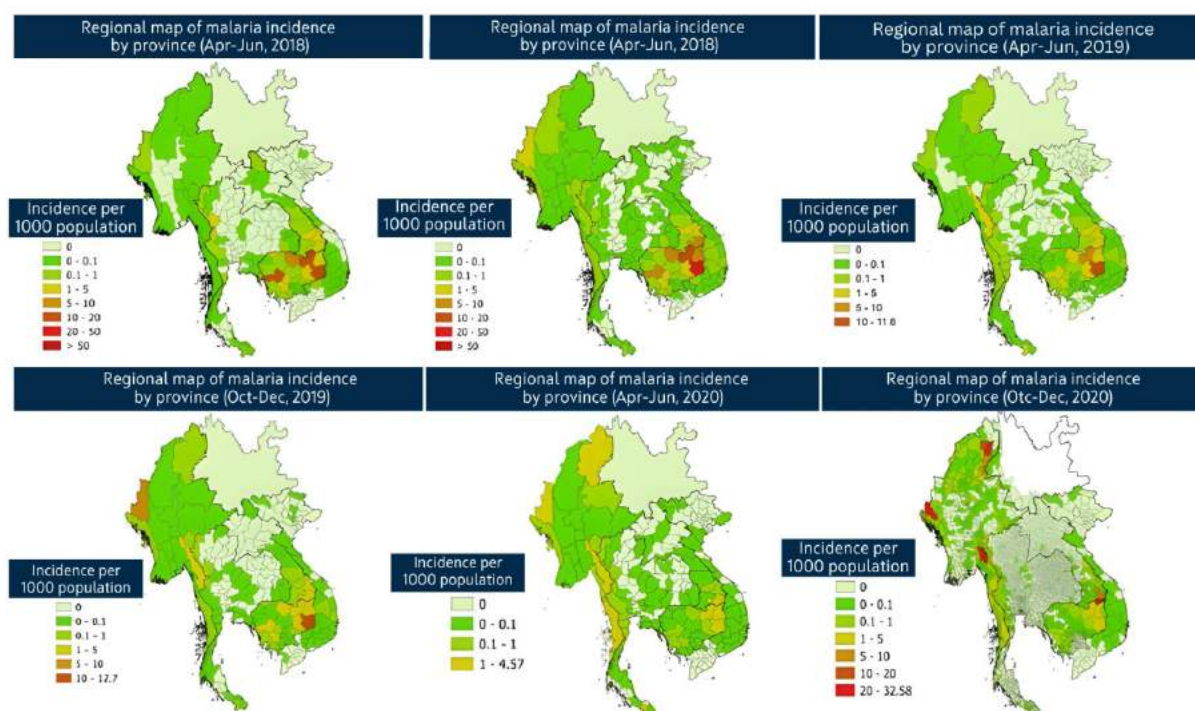 Regional map of malaria incidence
by province (Apr-Jun, 2018)
Incidence per
1000 population
0
0 - 0.1
0.1 - 1
1 - 5
5 - 10
10 - 20
20 - 50
> 50
Regional map of malaria incidence
by province (Apr-Jun, 2018)
Incidence per
1000 population
0
0 - 0.1
0.1 - 1
1 - 5
5 - 10
10 - 20
20 - 50
> 50
Regional map of malaria incidence
by province (Apr-Jun, 2019)
Incidence per
1000 population
0
0 - 0.1
0.1 - 1
1 - 5
5 - 10
10 - 11.6
Regional map of malaria incidence
by province (Oct-Dec, 2019)
Incidence per
1000 population
0
0 - 0.1
0.1 - 1
1 - 5
5 - 10
10 - 12.7
Regional map of malaria incidence
by province (Apr-Jun, 2020)
Incidence per
1000 population
0
0 - 0.1
0.1 - 1
1 - 4.57
Regional map of malaria incidence
by province (Otc-Dec, 2020)
Incidence per
1000 population
0
0 - 0.1
0.1 - 1
1 - 5
5 - 10
10 - 20
20 - 32.58